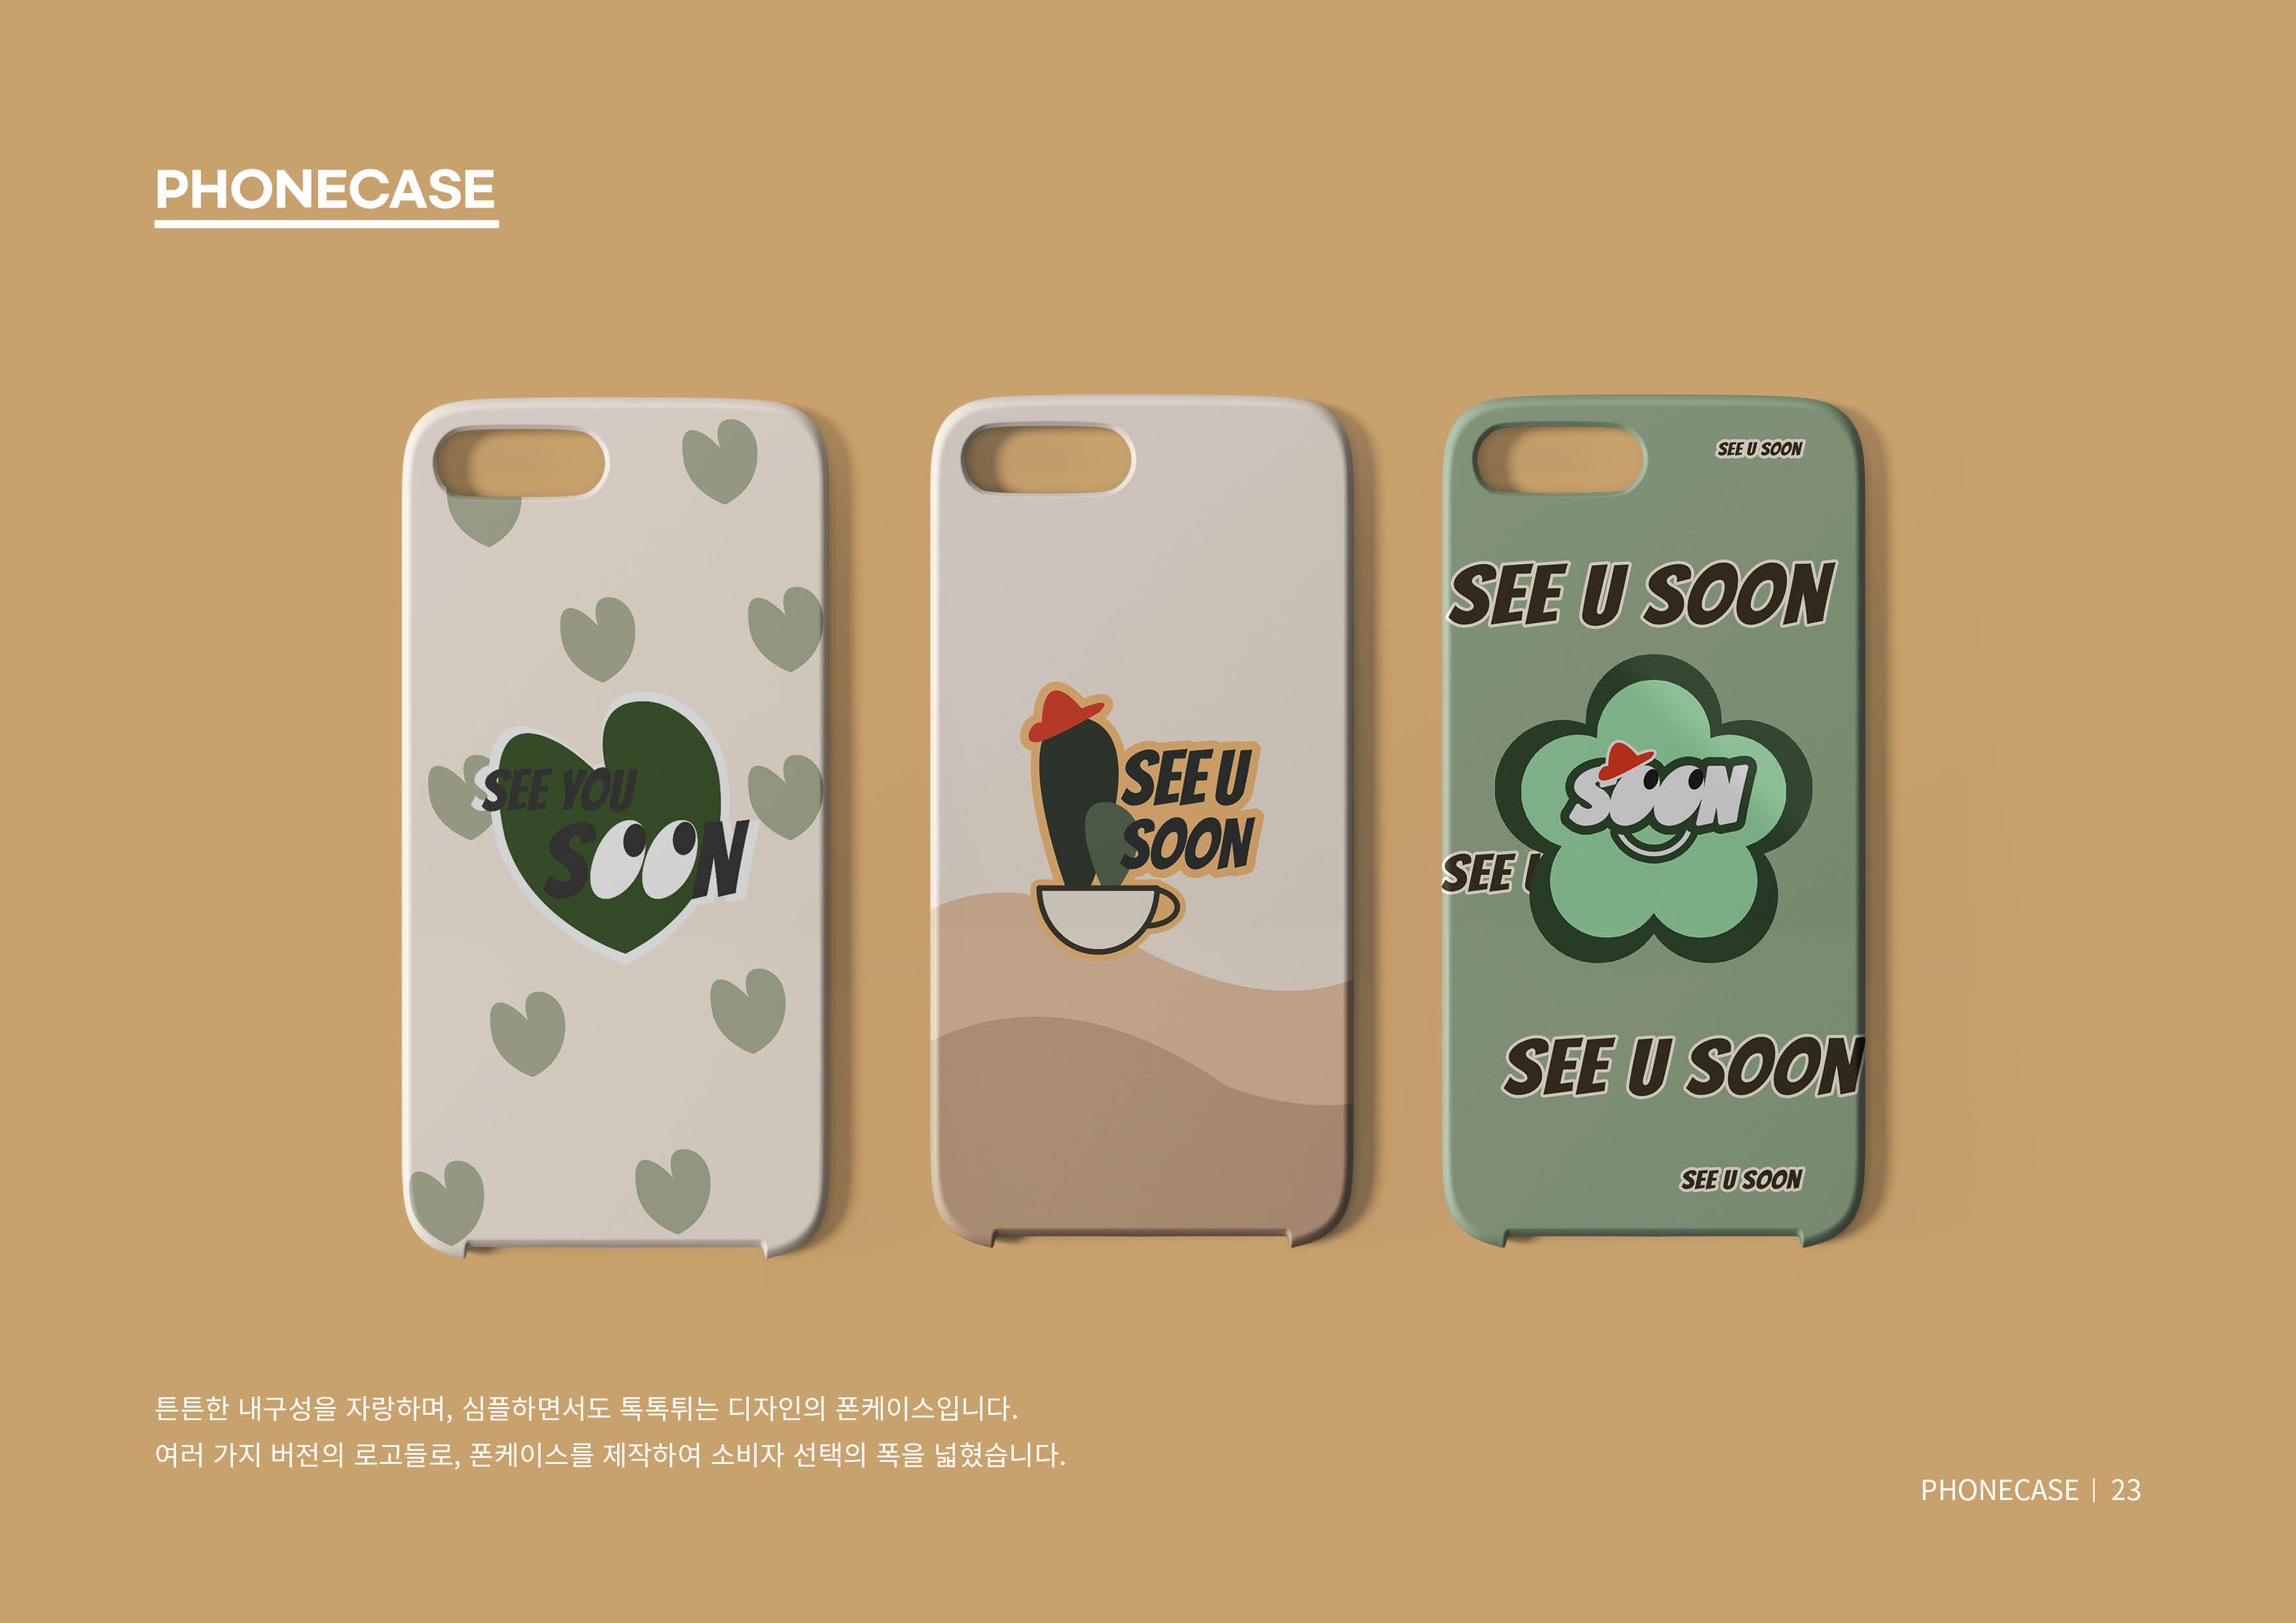 PHONECASE
SEE YOU
SOON
SEE U
SOON
SEE U SOON
SEE U SOON
SOON
SEE U
SEE U SOON
SEE U SOON
튼튼한 내구성을 자랑하며, 심플하면서도 톡톡튀는 디자인의 폰케이스입니다.
여러 가지 버전의 로고들로, 폰케이스를 제작하여 소비자 선택의 폭을 넓혔습니다.
PHONECASE | 23